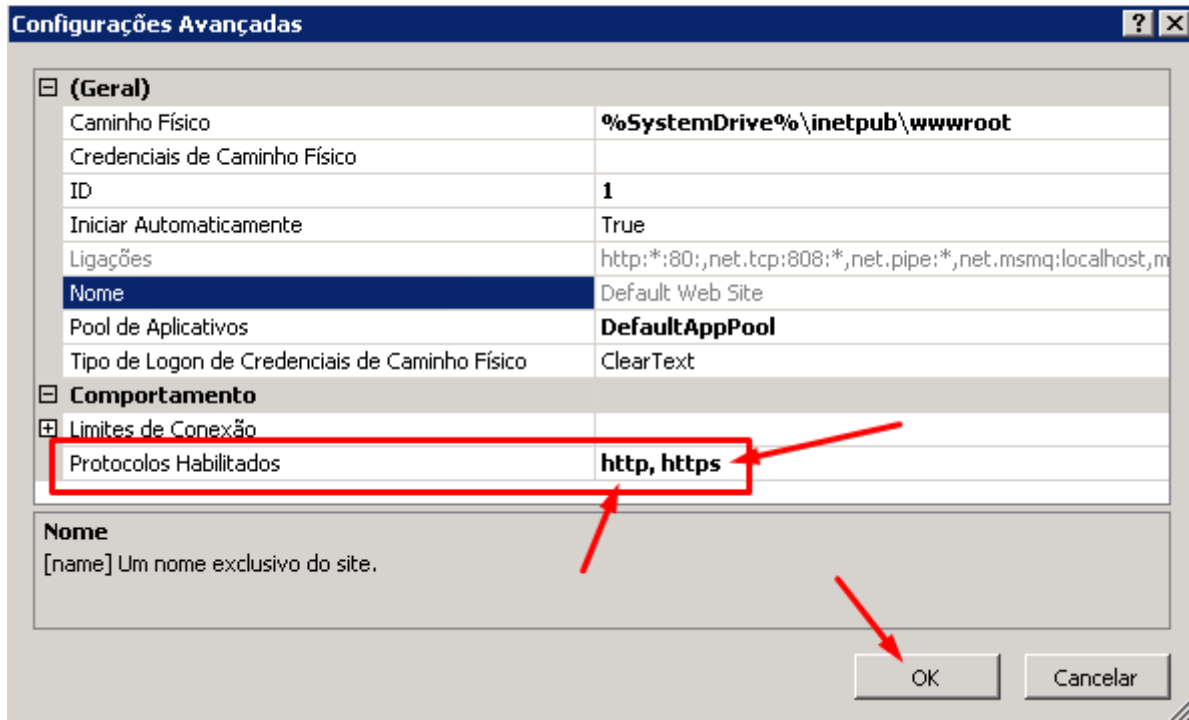 Configurações Avançadas
(Geral)
Caminho Físico %SystemDrive%\inetpub\wwwroot
Credenciais de Caminho Físico
ID 1
Iniciar Automaticamente True
Ligações http:*:80:,net.tcp:808:*,net.pipe:*,net.msmq:localhost,m
Nome Default Web Site
Pool de Aplicativos DefaultAppPool
Tipo de Logon de Credenciais de Caminho Físico ClearText
Comportamento
Limites de Conexão
Protocolos Habilitados http, https
Nome
[name] Um nome exclusivo do site.
OK Cancelar